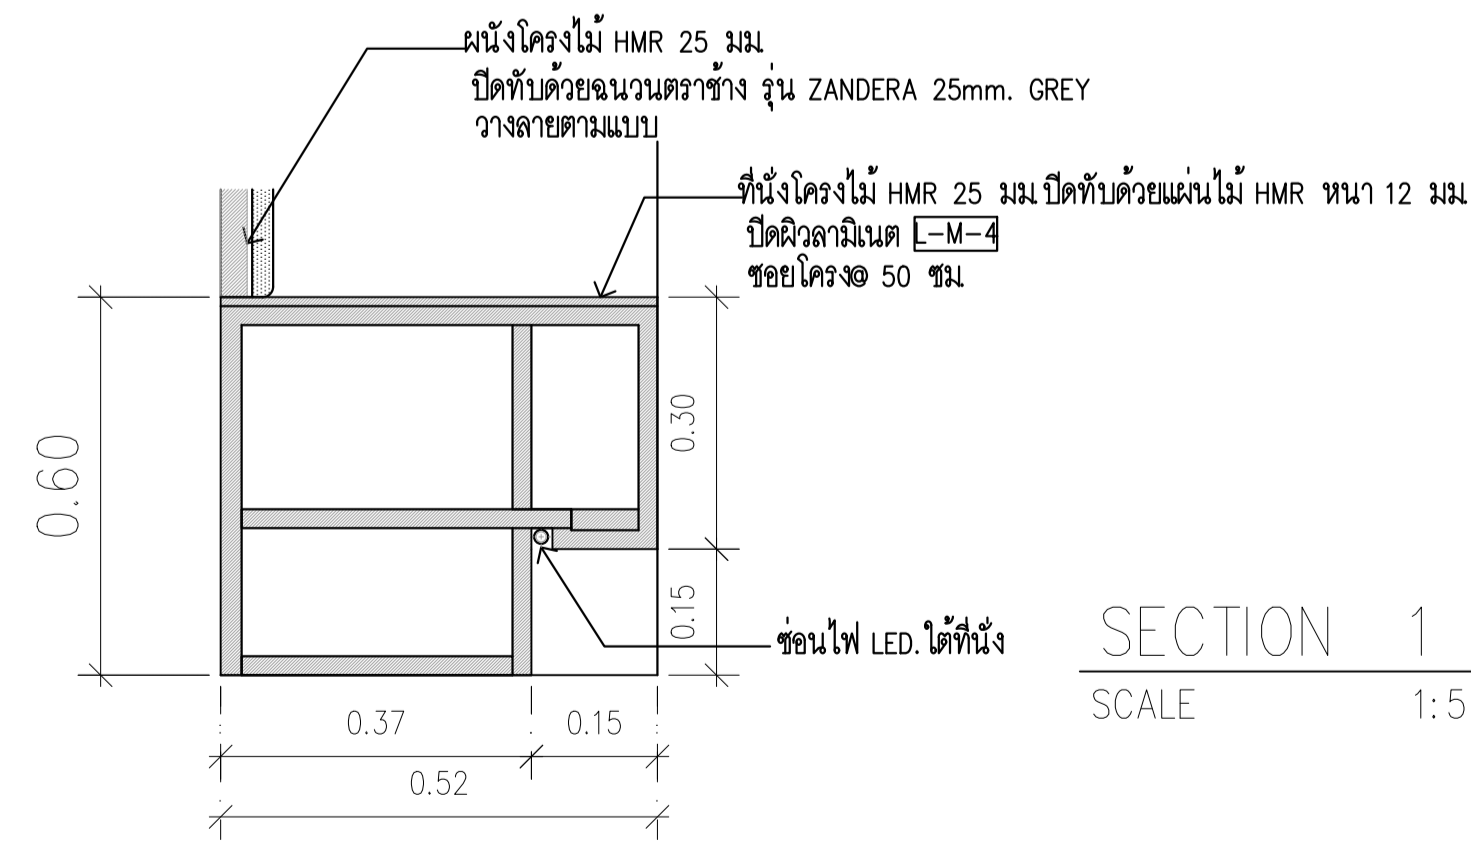 ผนังโครงไม้ HMR 25 มม.
ปิดทับด้วยฉนวนตราช้าง รุ่น ZANDERA 25mm. GREY
วางลายตามแบบ
ที่นั่งโครงไม้ HMR 25 มม. ปิดทับด้วยแผ่นไม้ HMR หนา 12 มม.
ปิดผิวลามิเนต L-M-4
ซอยโครง@ 50 ซม.
0.60
0.30
0.15
ซ่อนไฟ LED. ใต้ที่นั่ง
0.37
0.15
0.52
SECTION 1
SCALE 1:5